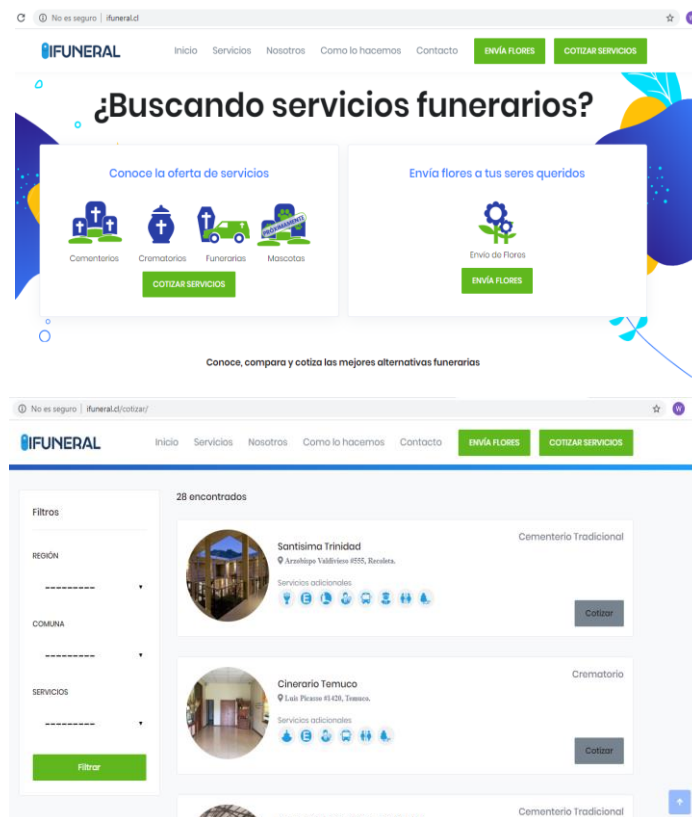 No es seguro | ifuneral.cl
IFUNERAL Inicio Servicios Nosotros Como lo hacemos Contacto ENVÍA FLORES COTIZAR SERVICIOS
¿Buscando servicios funerarios?
Conoce la oferta de servicios
PRÓXIMAMENTE
Cementerios Crematorios Funerarias Mascotas
COTIZAR SERVICIOS
Envía flores a tus seres queridos
Envío de Flores
ENVÍA FLORES
Conoce, compara y cotiza las mejores alternativas funerarias
No es seguro | ifuneral.cl/cotizar/ W
IFUNERAL Inicio Servicios Nosotros Como lo hacemos Contacto ENVÍA FLORES COTIZAR SERVICIOS
Filtros
REGIÓN
---------
COMUNA
---------
SERVICIOS
---------
Filtrar
28 encontrados
Santisima Trinidad Cementerio Tradicional
Arzobispo Valdivieso #555, Recoleta.
Servicios adicionales
E
Cotizar
Cinerario Temuco Crematorio
Luis Picasso #1420, Temuco.
Servicios adicionales
E
Cotizar
Cementerio Tradicional